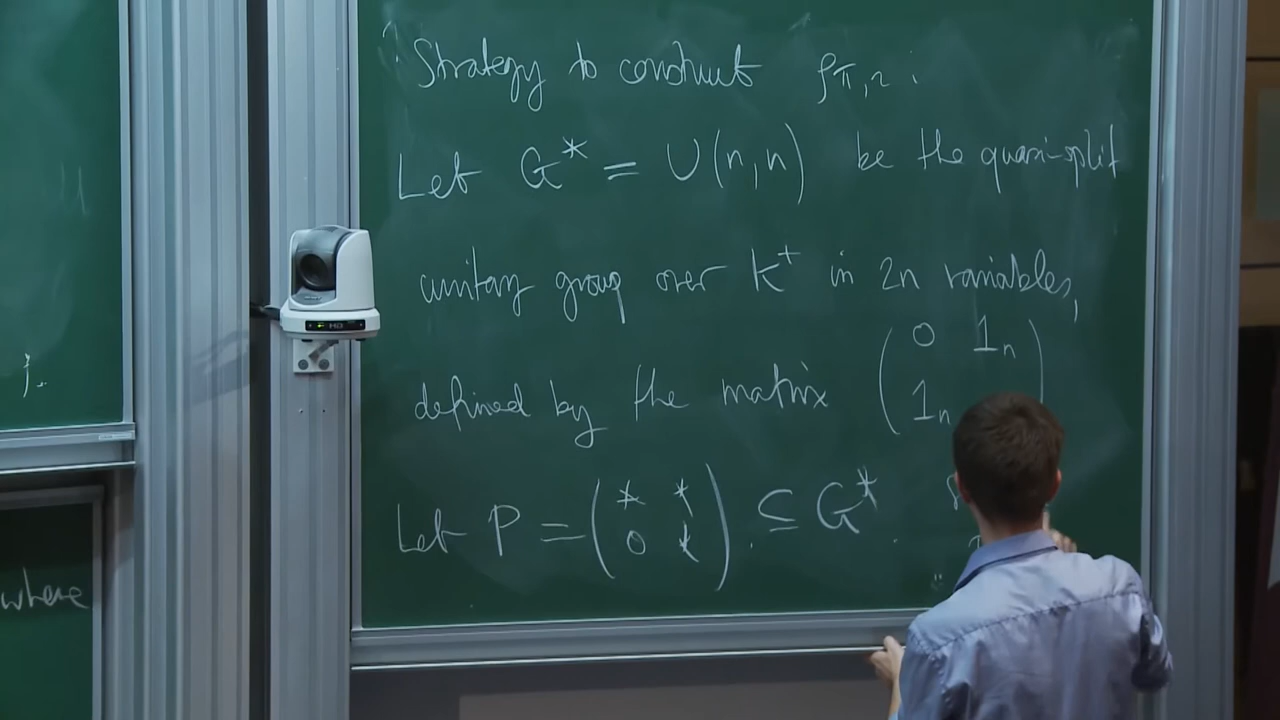 Strategy to construct ρπ,ι.
Let G* = U(n,n) be the quasi-split
unitary group over K⁺ in 2n variables,
defined by the matrix ( 0 1ₙ
1ₙ )
Let P = ( * * 
0 * ) ⊆ G*.
where
HD